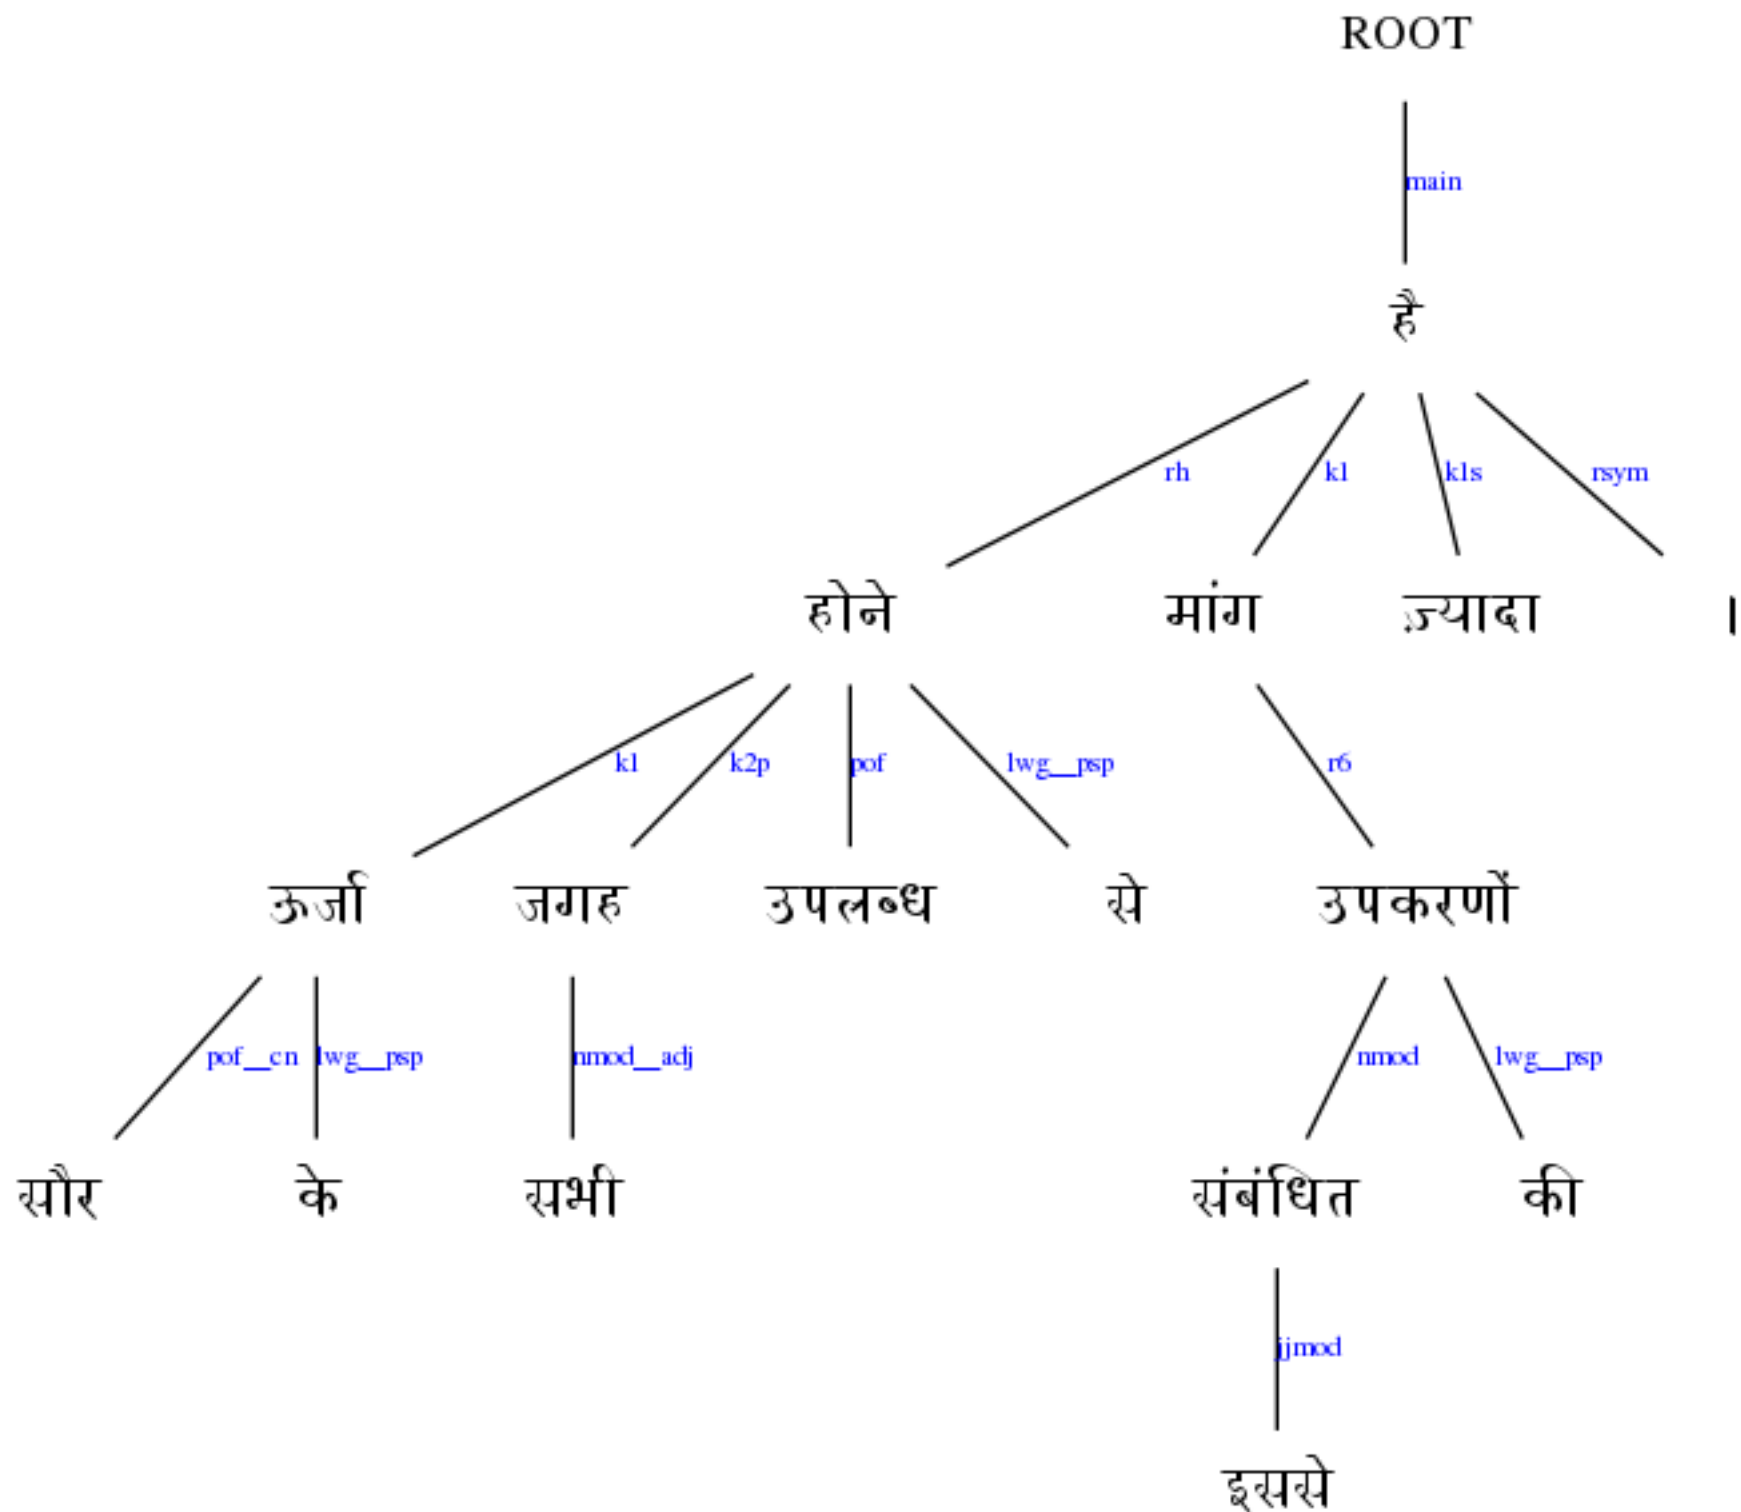 ROOT
main
है
rh k1 k1s rsym
होने मांग ज़्यादा ।
k1 k2p pof lwg__psp r6
ऊर्जा जगह उपलब्ध से उपकरणों
pof__cn lwg__psp nmod__adj nmod lwg__psp
सौर के सभी संबंधित की
jjmod
इससे